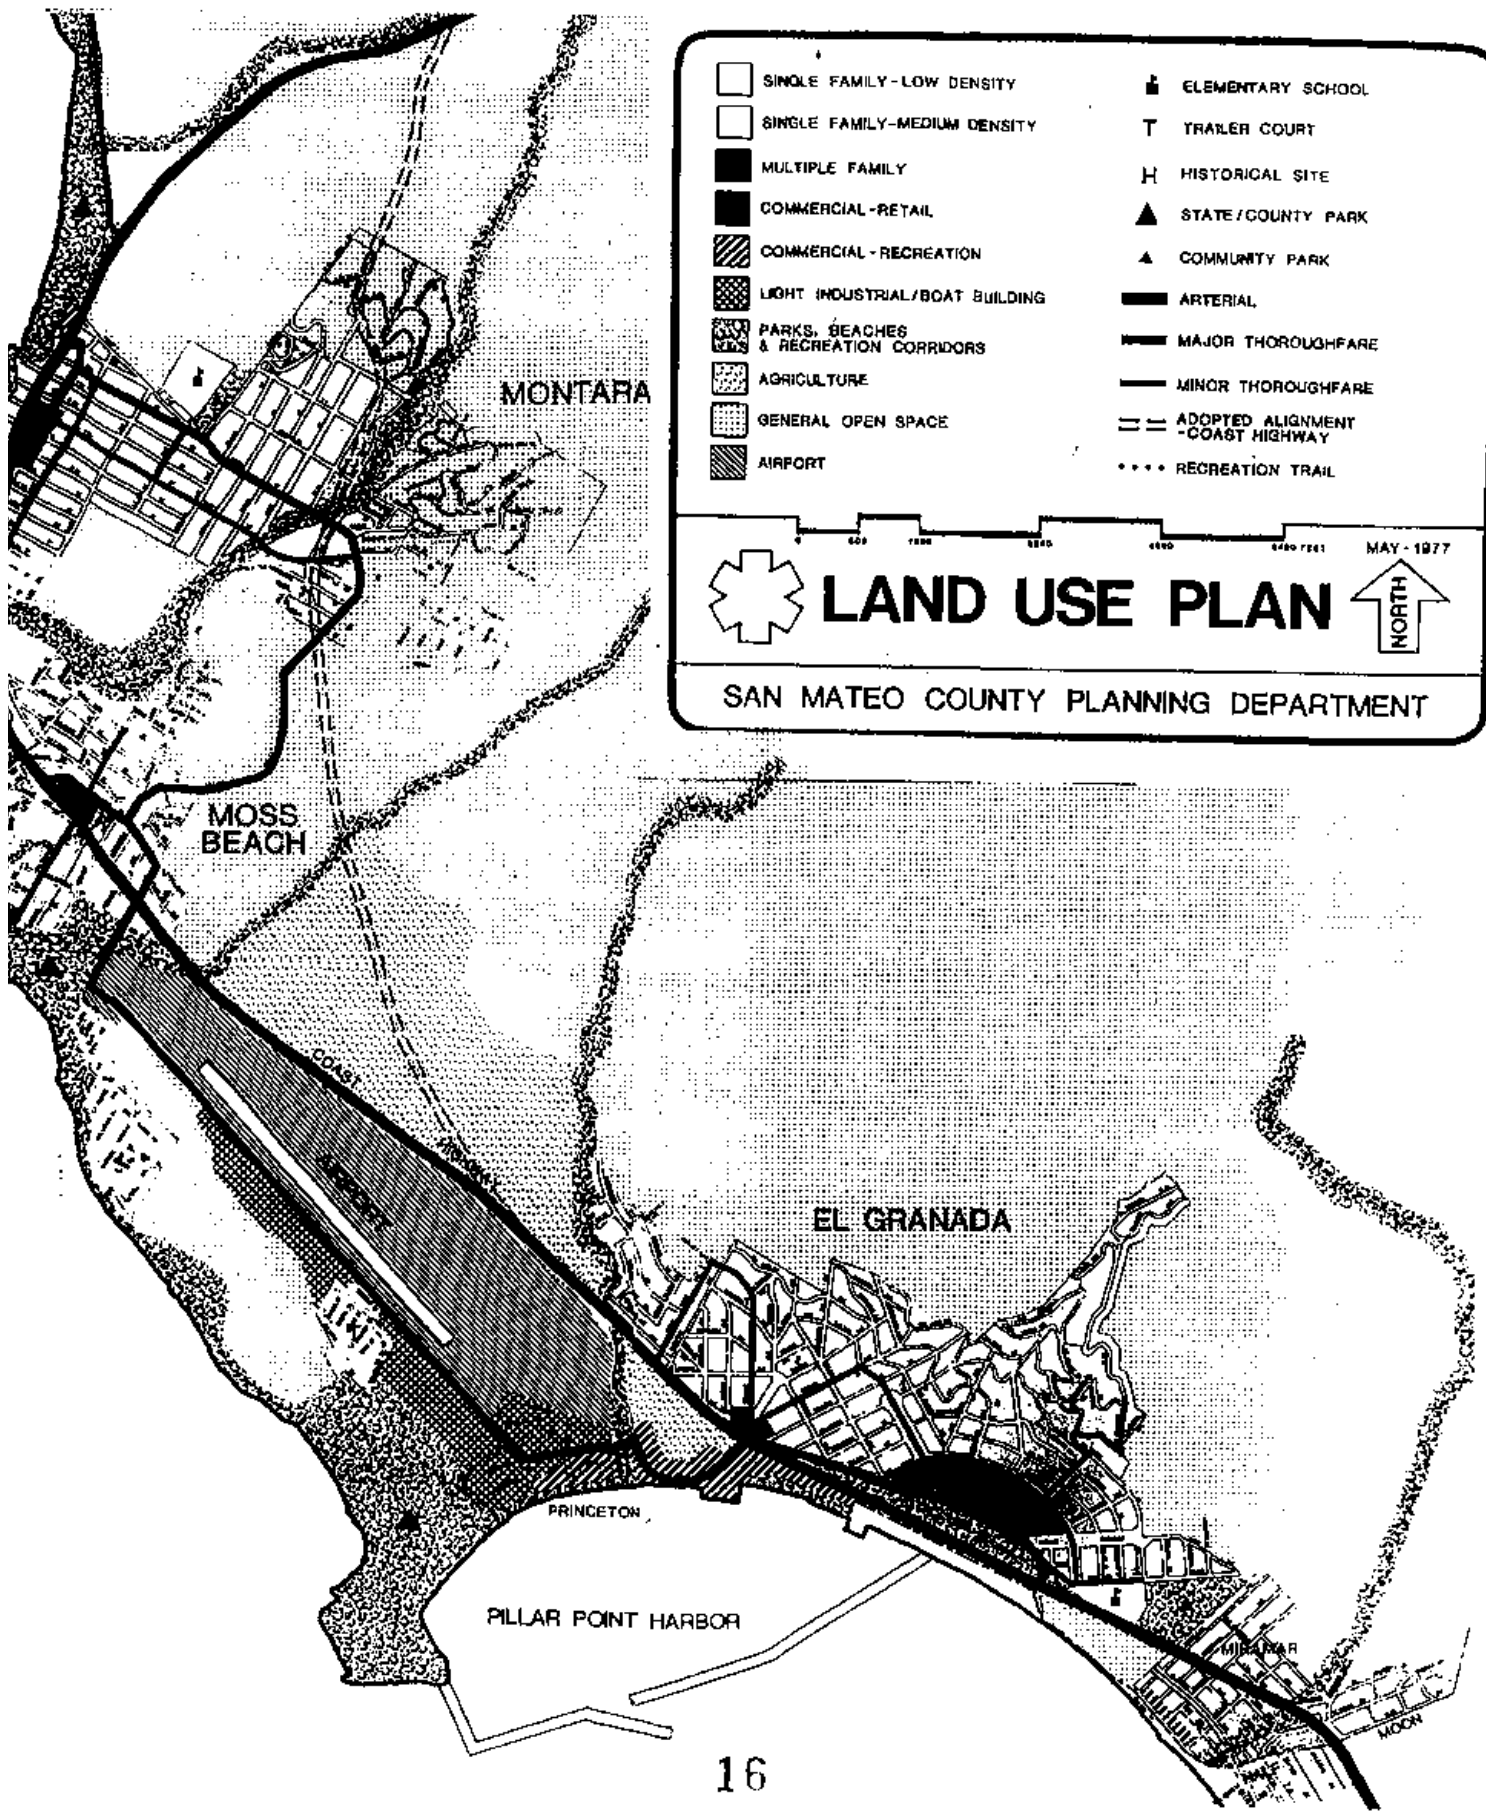 SINGLE FAMILY-LOW DENSITY
SINGLE FAMILY-MEDIUM DENSITY
MULTIPLE FAMILY
COMMERCIAL-RETAIL
COMMERCIAL-RECREATION
LIGHT INDUSTRIAL/BOAT BUILDING
PARKS, BEACHES
& RECREATION CORRIDORS
AGRICULTURE
GENERAL OPEN SPACE
AIRPORT
ELEMENTARY SCHOOL
T TRAILER COURT
H HISTORICAL SITE
STATE/COUNTY PARK
COMMUNITY PARK
ARTERIAL
MAJOR THOROUGHFARE
MINOR THOROUGHFARE
ADOPTED ALIGNMENT
-COAST HIGHWAY
RECREATION TRAIL
MAY-1977
LAND USE PLAN
NORTH
SAN MATEO COUNTY PLANNING DEPARTMENT
MONTARA
MOSS
BEACH
COAST
AIRPORT
EL GRANADA
PRINCETON
PILLAR POINT HARBOR
MIRAMAR
MOON
16